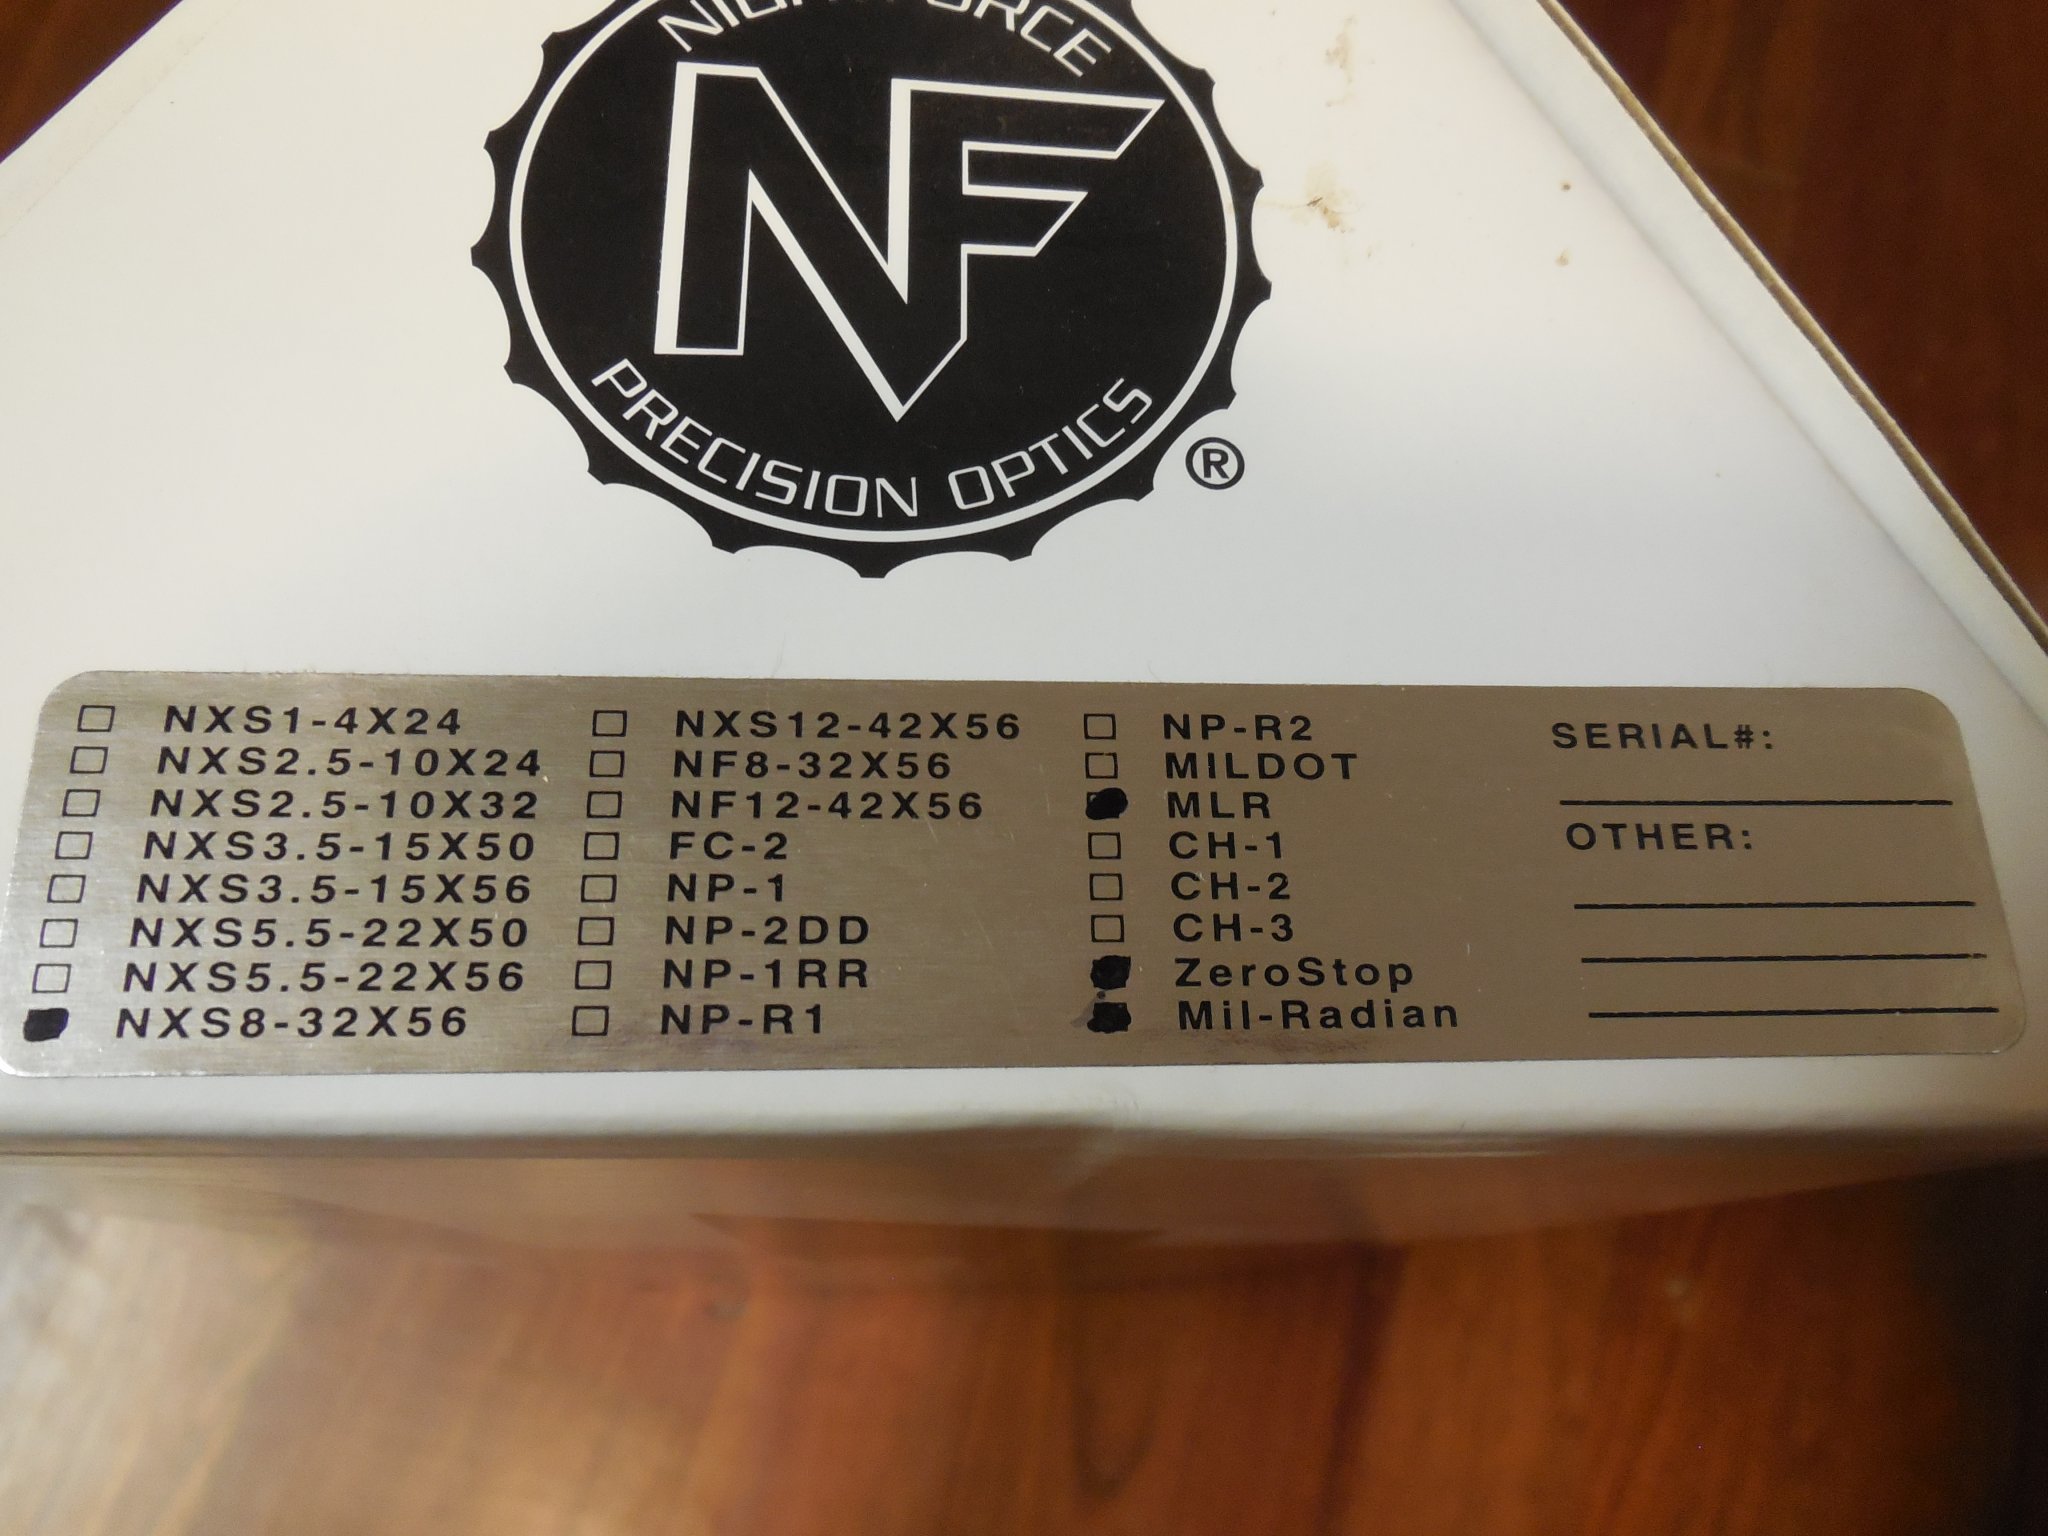 NIGHTFORCE
NF
PRECISION OPTICS
®
NXS1-4X24
NXS2.5-10X24
NXS2.5-10X32
NXS3.5-15X50
NXS3.5-15X56
NXS5.5-22X50
NXS5.5-22X56
NXS8-32X56
NXS12-42X56
NF8-32X56
NF12-42X56
FC-2
NP-1
NP-2DD
NP-1RR
NP-R1
NP-R2
MILDOT
MLR
CH-1
CH-2
CH-3
ZeroStop
Mil-Radian
SERIAL#:
OTHER: